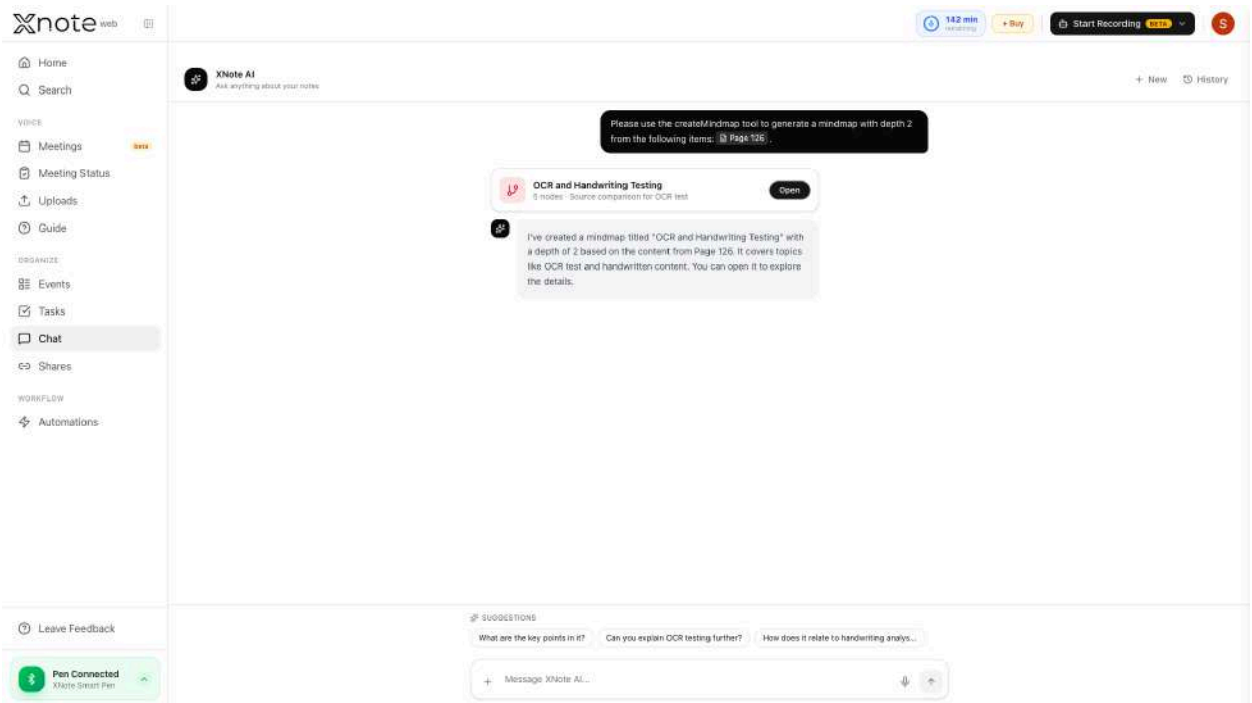 Xnote web
142 min
remaining
+ Buy
Start Recording BETA
S
Home
Search
VOICE
Meetings beta
Meeting Status
Uploads
Guide
ORGANIZE
Events
Tasks
Chat
Shares
WORKFLOW
Automations
Leave Feedback
Pen Connected
XNote Smart Pen
XNote AI
Ask anything about your notes
+ New
History
Please use the createMindmap tool to generate a mindmap with depth 2
from the following items: Page 126 .
OCR and Handwriting Testing
5 nodes · Source comparison for OCR test
Open
I've created a mindmap titled "OCR and Handwriting Testing" with
a depth of 2 based on the content from Page 126. It covers topics
like OCR test and handwritten content. You can open it to explore
the details.
SUGGESTIONS
What are the key points in it?
Can you explain OCR testing further?
How does it relate to handwriting analys...
+ Message XNote AI...